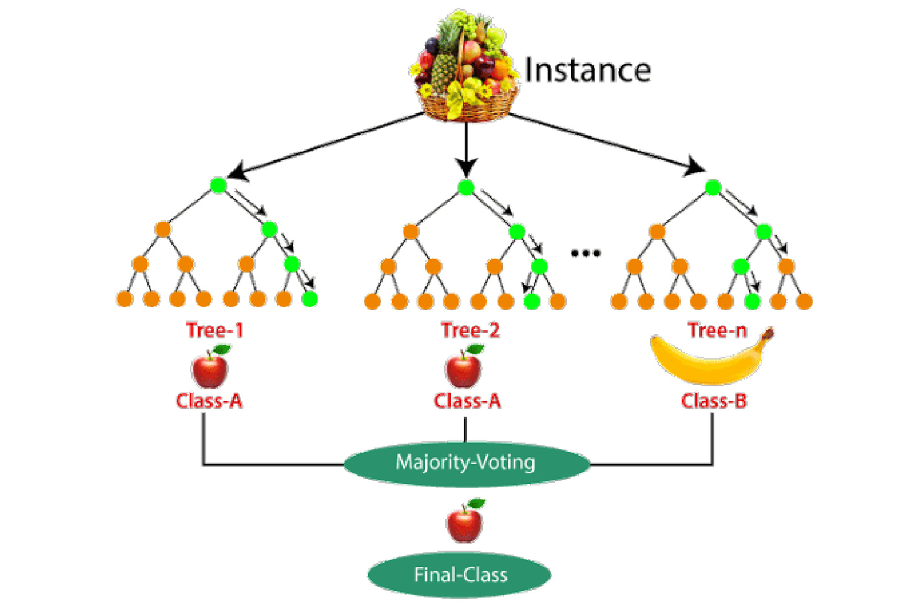 Instance
...
Tree-1
Tree-2
Tree-n
Class-A
Class-A
Class-B
Majority-Voting
Final-Class